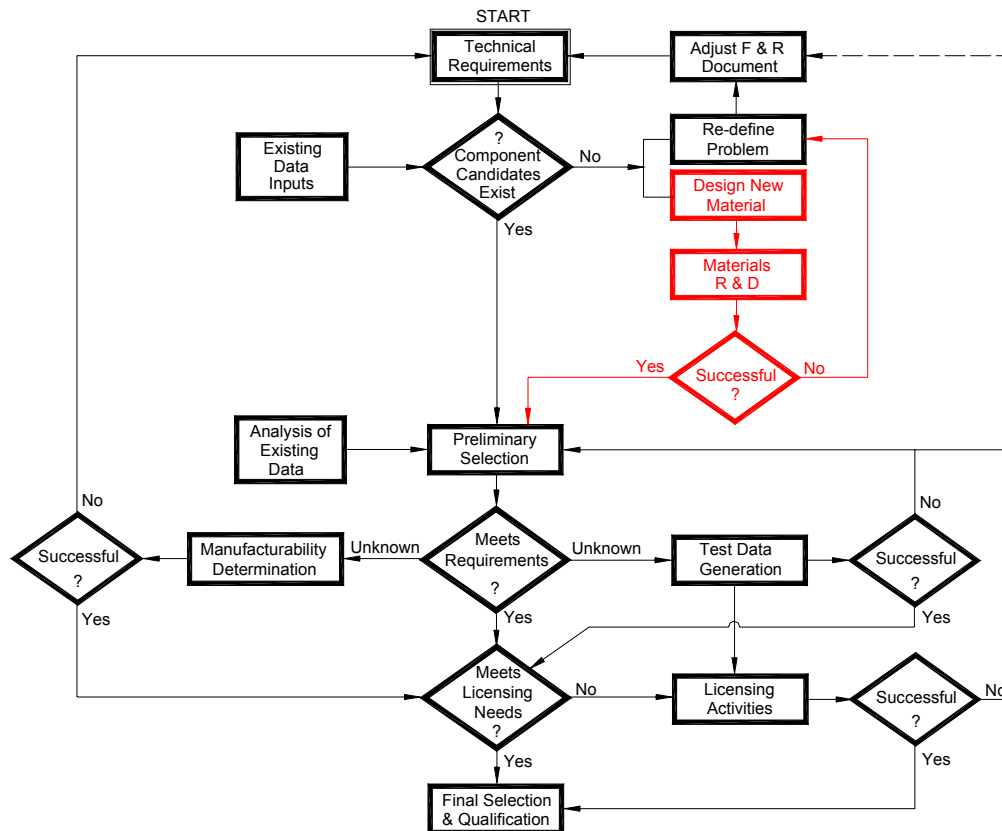 START
Technical
Requirements
Adjust F & R
Document
?
Component
Candidates
Exist
Existing
Data
Inputs
No
Re-define
Problem
Design New
Material
Yes
Materials
R & D
Yes
Successful
?
No
Analysis of
Existing
Data
Preliminary
Selection
No
Successful
?
Yes
Manufacturability
Determination
Unknown
Meets
Requirements
?
Unknown
Yes
Test Data
Generation
No
Successful
?
Yes
Meets
Licensing
Needs
?
No
Yes
Licensing
Activities
Successful
?
No
Yes
Final Selection
& Qualification